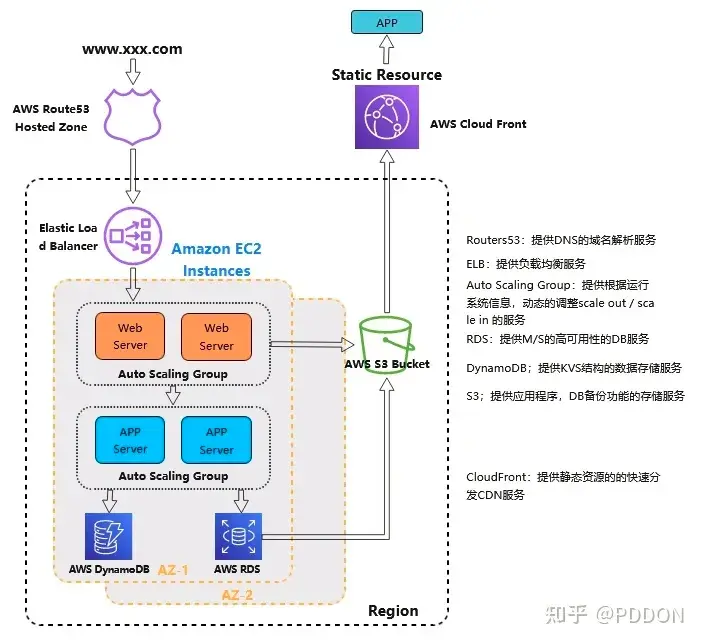 APP
www.xxx.com
Static Resource
AWS Route53
Hosted Zone
AWS Cloud Front
Elastic Loa
d Balancer
Amazon EC2
Instances
Web
Server
Web
Server
Auto Scaling Group
AWS S3 Bucket
APP
Server
APP
Server
Auto Scaling Group
AWS DynamoDB
AZ-1
AWS RDS
AZ-2
Region
Routers53：提供DNS的域名解析服务
ELB：提供负载均衡服务
Auto Scaling Group：提供根据运行
系统信息，动态的调整scale out / sca
le in 的服务
RDS：提供M/S的高可用性的DB服务
DynamoDB；提供KVS结构的数据存储服务
S3；提供应用程序，DB备份功能的存储服务
CloudFront：提供静态资源的的快速分
发CDN服务
知乎 @PDDON